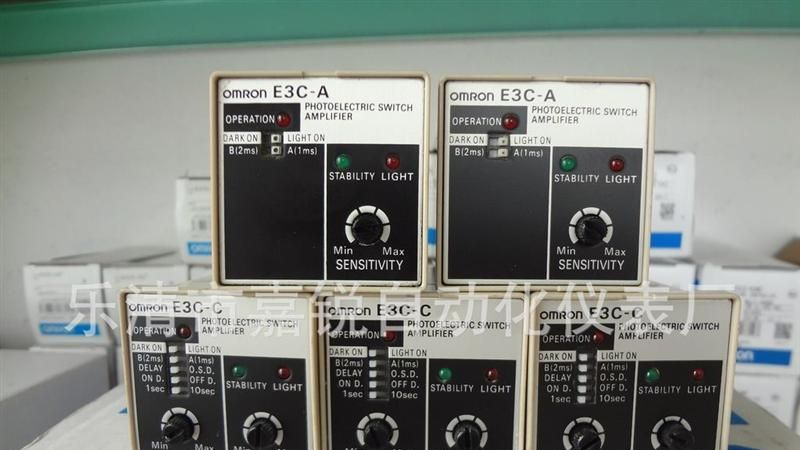 omron E3C-A
PHOTOELECTRIC SWITCH
AMPLIFIER
OPERATION
DARK ON LIGHT ON
B(2ms) A(1ms)
STABILITY LIGHT
Min Max
SENSITIVITY
omron E3C-A
PHOTOELECTRIC SWITCH
AMPLIFIER
OPERATION
DARK ON LIGHT ON
B(2ms) A(1ms)
STABILITY LIGHT
Min Max
SENSITIVITY
乐清市嘉锐自动化仪表厂
omron E3C-C
PHOTOELECTRIC SWITCH
AMPLIFIER
OPERATION
DARK ON LIGHT ON
B(2ms) A(1ms)
DELAY O.S.D.
ON D. OFF D.
1sec 10sec
STABILITY LIGHT
Min Max
omron E3C-C
PHOTOELECTRIC SWITCH
AMPLIFIER
OPERATION
DARK ON LIGHT ON
B(2ms) A(1ms)
DELAY O.S.D.
ON D. OFF D.
1sec 10sec
STABILITY LIGHT
omron E3C-C
PHOTOELECTRIC SWITCH
AMPLIFIER
OPERATION
DARK ON LIGHT ON
B(2ms) A(1ms)
DELAY O.S.D.
ON D. OFF D.
1sec 10sec
STABILITY LIGHT
omron